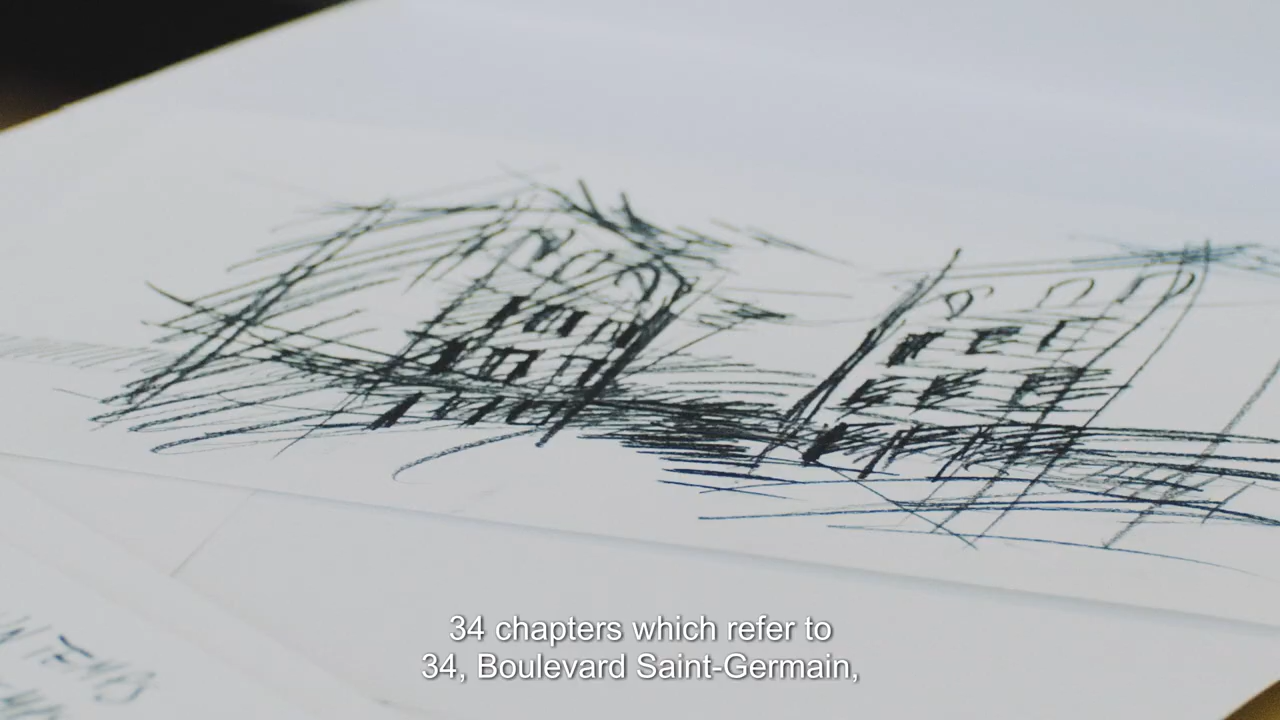 34 chapters which refer to
34, Boulevard Saint-Germain,